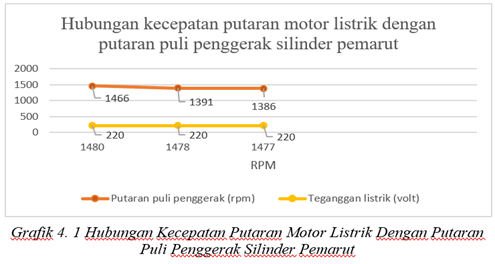 Hubungan kecepatan putaran motor listrik dengan
putaran puli penggerak silinder pemarut
2000
1500
1000
500
0
1466
1391
1386
220
220
220
1480
1478
1477
RPM
Putaran puli penggerak (rpm)
Teganggan listrik (volt)
Grafik 4. 1 Hubungan Kecepatan Putaran Motor Listrik Dengan Putaran
Puli Penggerak Silinder Pemarut